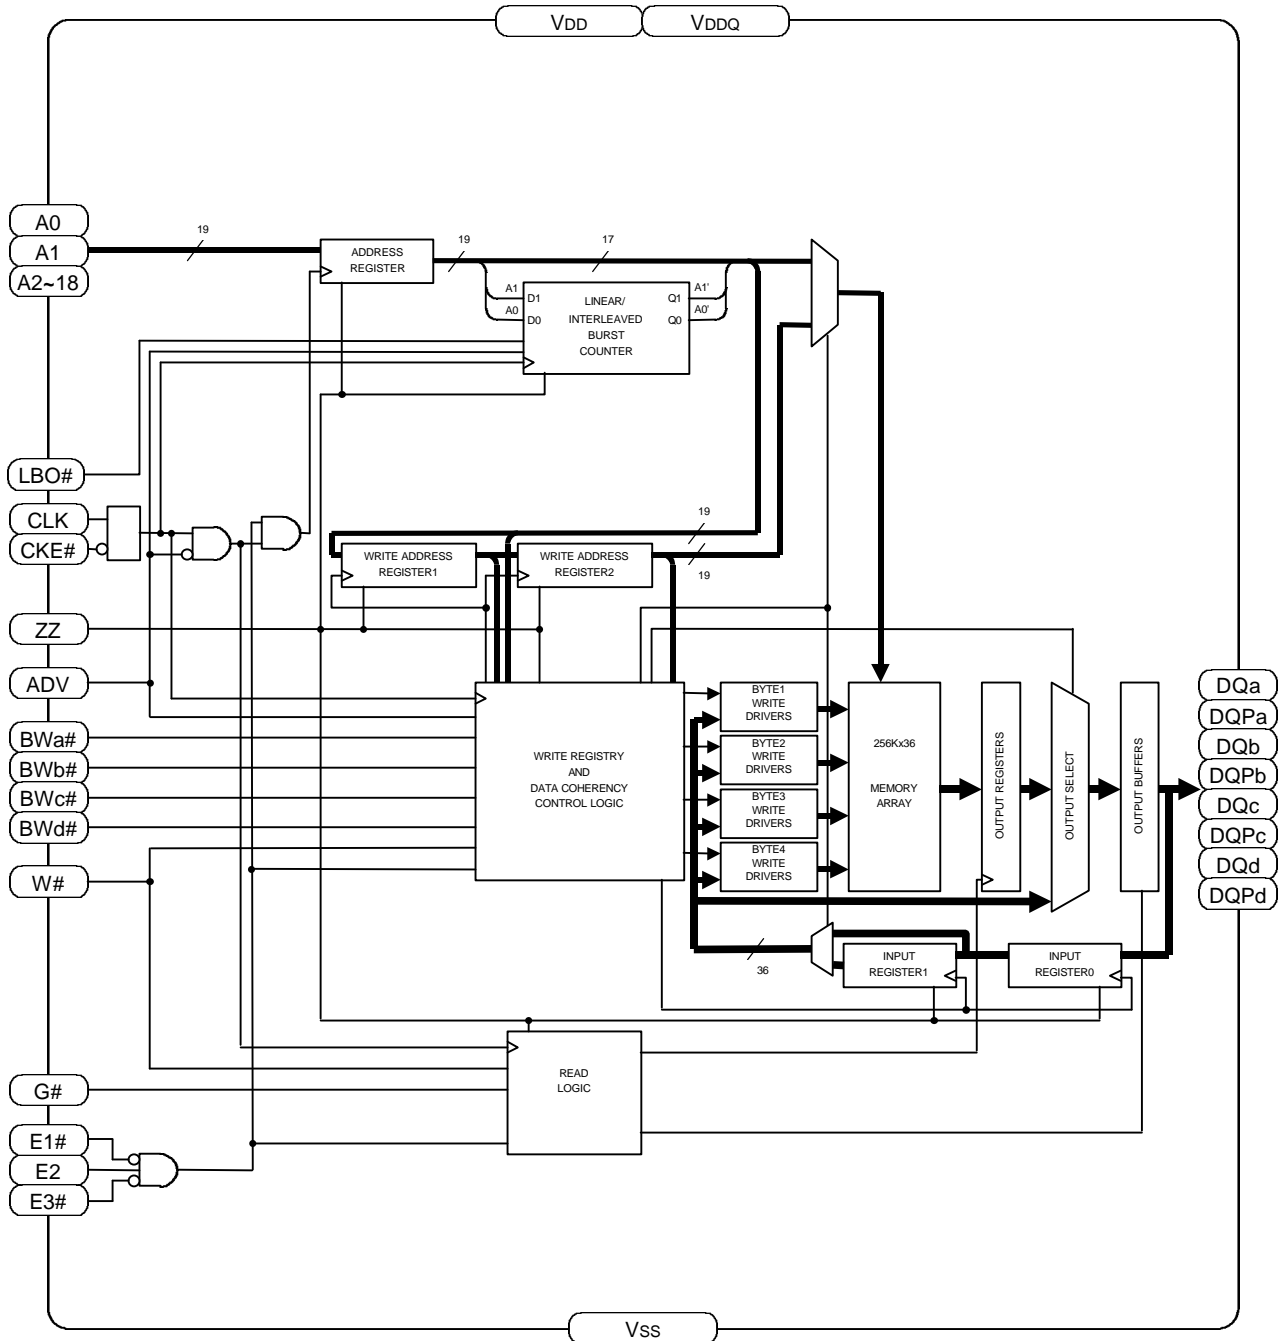 VDD
VDDQ
A0
A1
A2~18
19
ADDRESS
REGISTER
19
17
A1
A0
D1
D0
LINEAR/
INTERLEAVED
BURST
COUNTER
Q1
Q0
A1'
A0'
LBO#
CLK
CKE#
19
19
WRITE ADDRESS
REGISTER1
WRITE ADDRESS
REGISTER2
ZZ
ADV
BWa#
BWb#
BWc#
BWd#
W#
WRITE REGISTRY
AND
DATA COHERENCY
CONTROL LOGIC
BYTE1
WRITE
DRIVERS
BYTE2
WRITE
DRIVERS
BYTE3
WRITE
DRIVERS
BYTE4
WRITE
DRIVERS
256Kx36
MEMORY
ARRAY
OUTPUT REGISTERS
OUTPUT SELECT
OUTPUT BUFFERS
DQa
DQPa
DQb
DQPb
DQc
DQPc
DQd
DQPd
36
INPUT
REGISTER1
INPUT
REGISTER0
READ
LOGIC
G#
E1#
E2
E3#
VSS